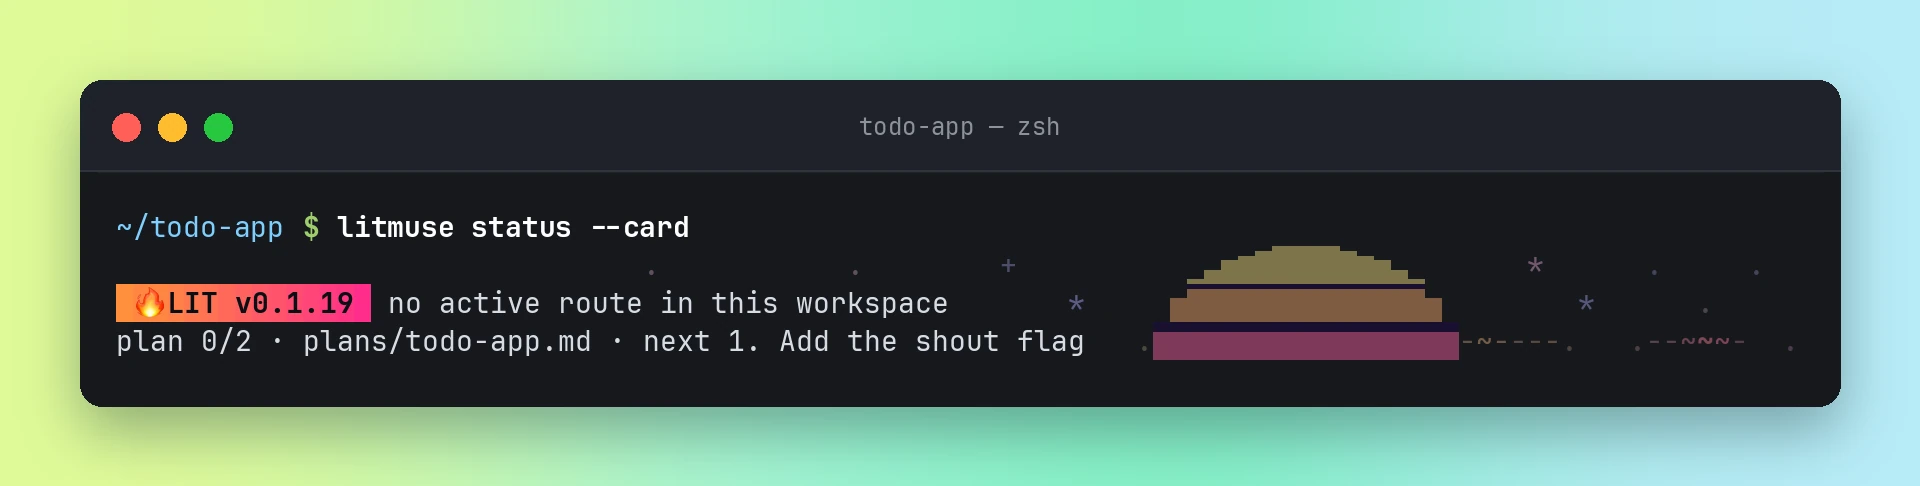 todo-app — zsh
~/todo-app $ litmuse status --card
🔥LIT v0.1.19 no active route in this workspace
plan 0/2 · plans/todo-app.md · next 1. Add the shout flag